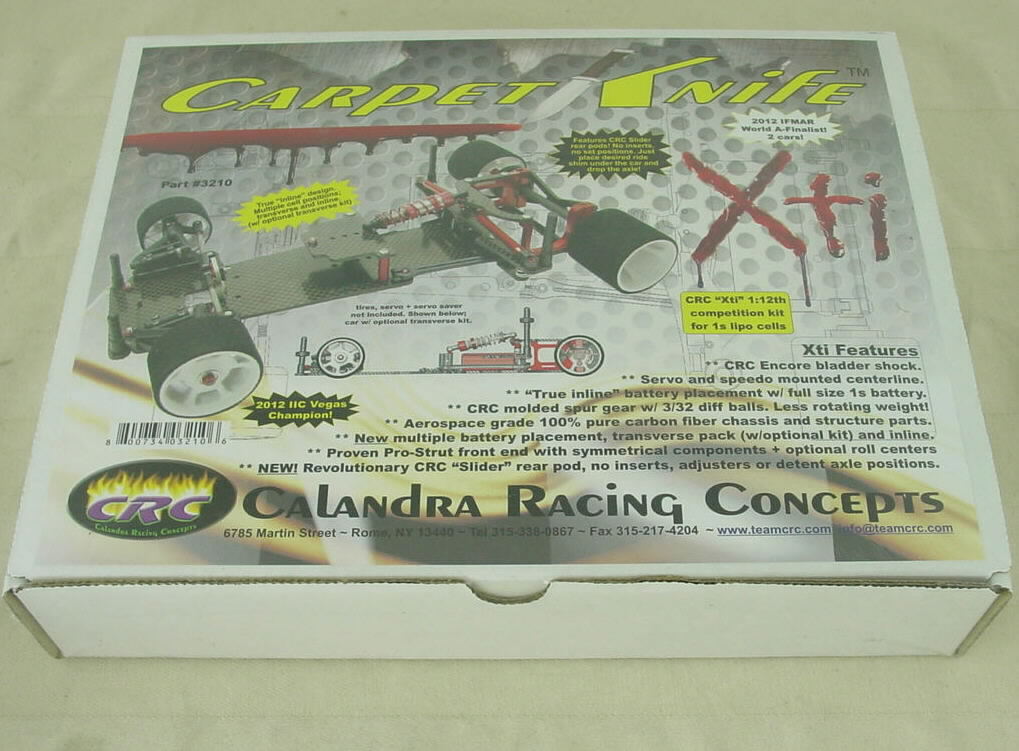 CARPET KNIFE™
2012 IFMAR
World A-Finalist!
2 cars!
Features CRC Slider
rear pods! No inserts,
no set positions. Just
place desired ride
shim under the car and
drop the axle!
Part #3210
True "Inline" design.
Multiple cell positions;
transverse and inline
(w/ optional transverse kit)
Xti
CRC "Xti" 1:12th
competition kit
for 1s lipo cells
tires, servo + servo saver
not included. Shown below;
car w/ optional transverse kit.
Xti Features
** CRC Encore bladder shock.
** Servo and speedo mounted centerline.
** "True inline" battery placement w/ full size 1s battery.
** CRC molded spur gear w/ 3/32 diff balls. Less rotating weight!
** Aerospace grade 100% pure carbon fiber chassis and structure parts.
** New multiple battery placement, transverse pack (w/optional kit) and inline.
** Proven Pro-Strut front end with symmetrical components + optional roll centers
** NEW! Revolutionary CRC "Slider" rear pod, no inserts, adjusters or detent axle positions.
2012 IIC Vegas
Champion!
8 00734 03210 6
CRC
Calandra Racing Concepts
CALANDRA RACING CONCEPTS
6785 Martin Street ~ Rome, NY 13440 ~ Tel 315-338-0867 ~ Fax 315-217-4204 ~ www.teamcrc.com info@teamcrc.com